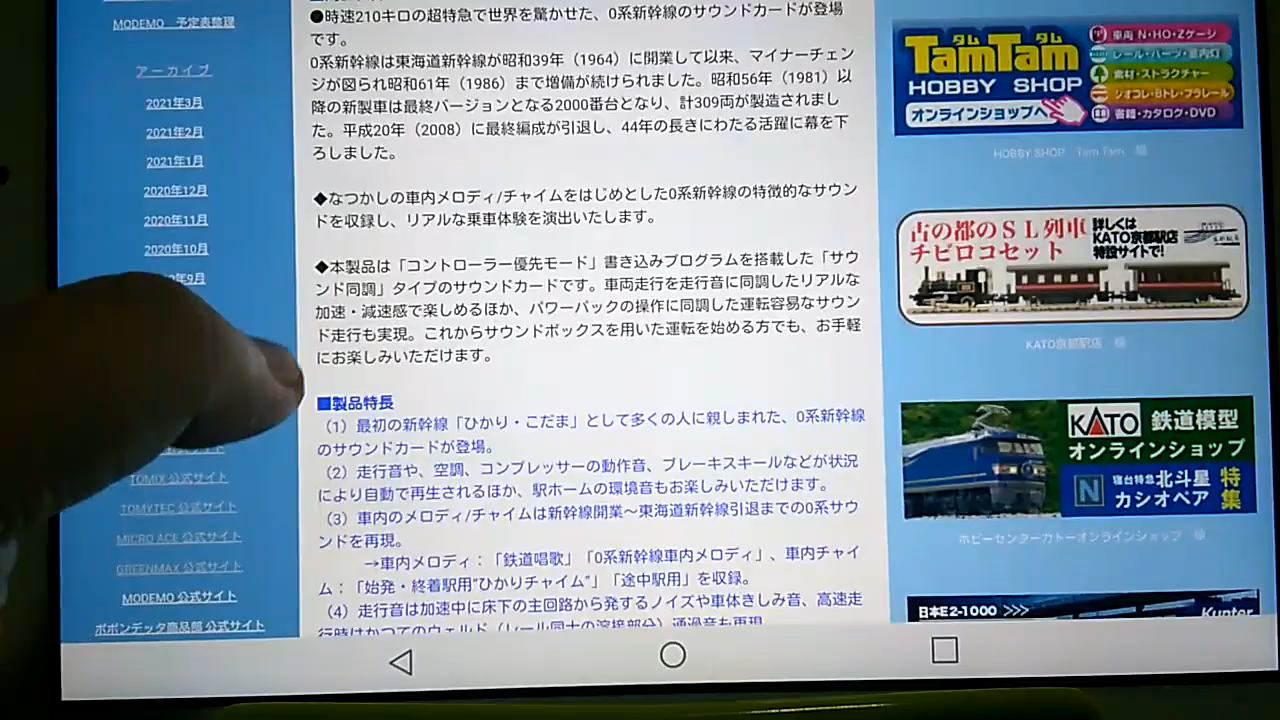 MODEMO 予定表整理
アーカイブ
2021年3月
2021年2月
2021年1月
2020年12月
2020年11月
2020年10月
年9月
TOMIX 公式サイト
TOMYTEC 公式サイト
MICRO ACE 公式サイト
GREENMAX 公式サイト
MODEMO 公式サイト
ポポンデッタ商品部 公式サイト
●時速210キロの超特急で世界を驚かせた、0系新幹線のサウンドカードが登場
です。
0系新幹線は東海道新幹線が昭和39年（1964）に開業して以来、マイナーチェン
ジが図られ昭和61年（1986）まで増備が続けられました。昭和56年（1981）以
降の新製車は最終バージョンとなる2000番台となり、計309両が製造されまし
た。平成20年（2008）に最終編成が引退し、44年の長きにわたる活躍に幕を下
ろしました。
◆なつかしの車内メロディ/チャイムをはじめとした0系新幹線の特徴的なサウン
ドを収録し、リアルな乗車体験を演出いたします。
◆本製品は「コントローラー優先モード」書き込みプログラムを搭載した「サウ
ンド同調」タイプのサウンドカードです。車両走行を走行音に同調したリアルな
加速・減速感で楽しめるほか、パワーパックの操作に同調した運転容易なサウン
ド走行も実現。これからサウンドボックスを用いた運転を始める方でも、お手軽
にお楽しみいただけます。
■製品特長
（1）最初の新幹線「ひかり・こだま」として多くの人に親しまれた、0系新幹線
のサウンドカードが登場。
（2）走行音や、空調、コンプレッサーの動作音、ブレーキスキールなどが状況
により自動で再生されるほか、駅ホームの環境音もお楽しみいただけます。
（3）車内のメロディ/チャイムは新幹線開業～東海道新幹線引退までの0系サウ
ンドを再現。
→車内メロディ：「鉄道唱歌」「0系新幹線車内メロディ」、車内チャイ
ム：「始発・終着駅用"ひかりチャイム"」「途中駅用」を収録。
（4）走行音は加速中に床下の主回路から発するノイズや車体きしみ音、高速走
行時はかつてのウェルド（レール同士の溶接部分）通過音も再現
タム タム
TamTam
HOBBY SHOP
オンラインショップへ
車両 N・HO・Zゲージ
レール・パーツ・室内灯
素材・ストラクチャー
ジオコレ・Bトレ・プラレール
書籍・カタログ・DVD
HOBBY SHOP Tam Tam 様
古の都のＳＬ列車
チビロコセット
詳しくは
KATO京都駅店
特設サイトで!
KATO京都駅店 様
KATO 鉄道模型
オンラインショップ
N 寝台特急 北斗星
カシオペア
特集
ホビーセンターカトーオンラインショップ 様
日本E2-1000 >>>
Kunter